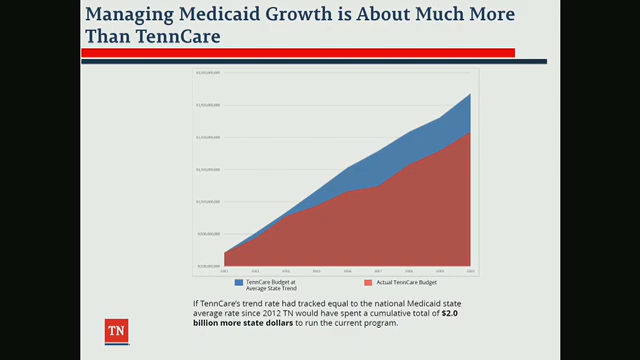 Managing Medicaid Growth is About Much More
Than TennCare
TennCare Budget at
Average State Trend
Actual TennCare Budget
If TennCare's trend rate had tracked equal to the national Medicaid state
average rate since 2012 TN would have spent a cumulative total of $2.0
billion more state dollars to run the current program.
TN